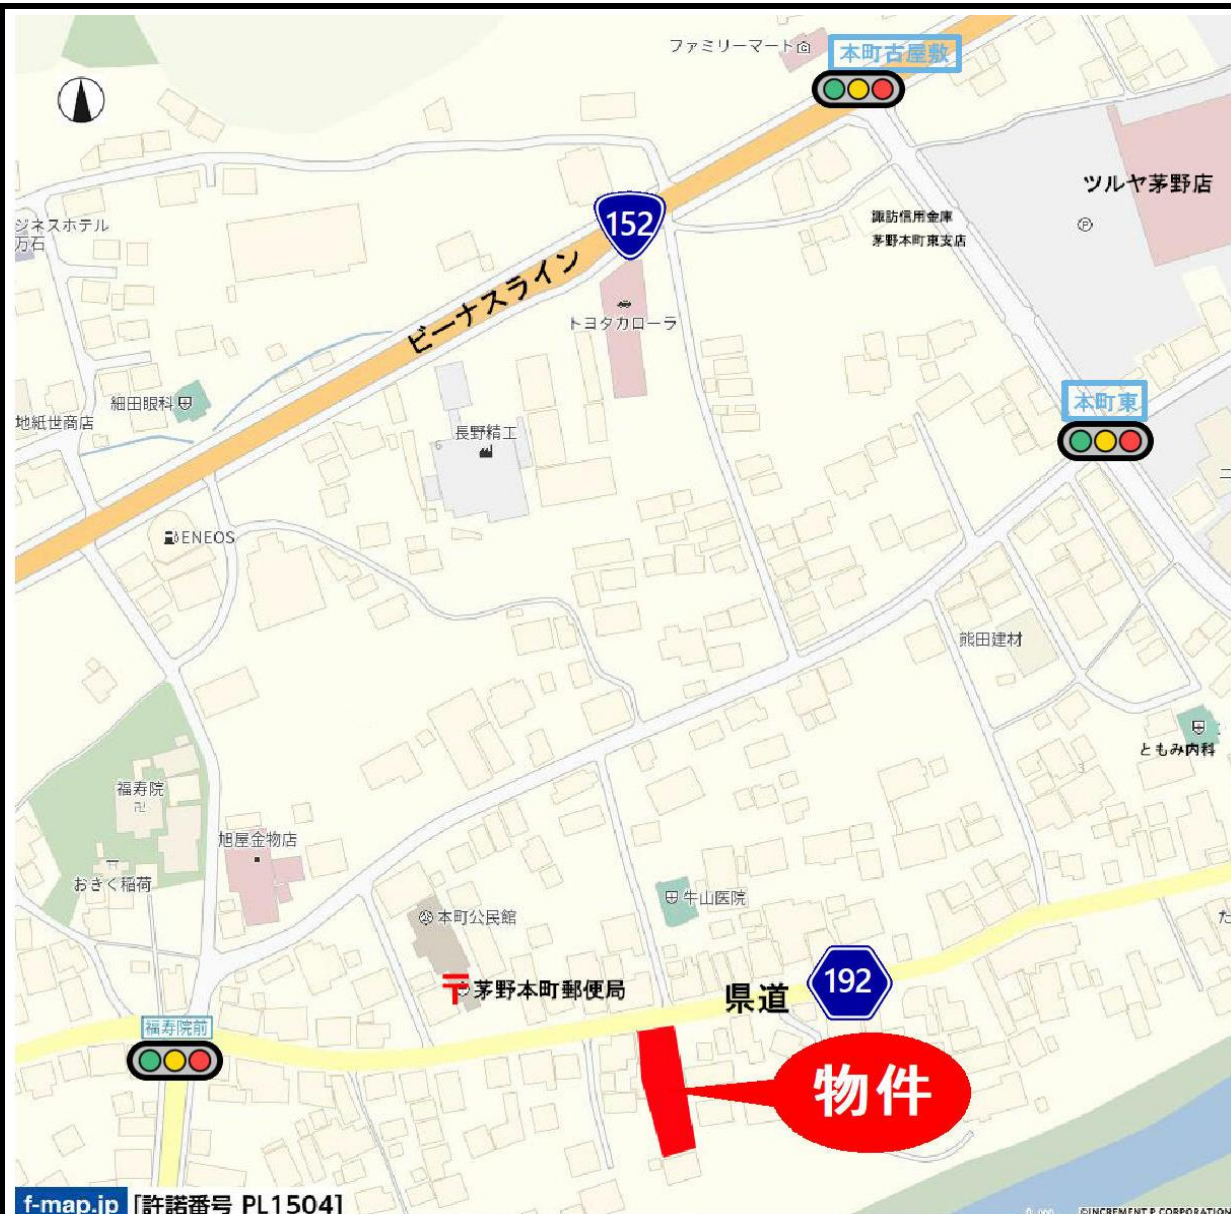 ファミリーマート
本町古屋敷
ツルヤ茅野店
152
諏訪信用金庫
茅野本町東支店
ジネスホテル
万石
ビーナスライン
トヨタカローラ
細田眼科
本町東
地紙世商店
長野精工
ENEOS
熊田建材
ともみ内科
福寿院
旭屋金物店
おきく稲荷
牛山医院
本町公民館
茅野本町郵便局
県道
192
福寿院前
物件
f-map.jp [許諾番号 PL1504]
©INCREMENT P CORPORATION